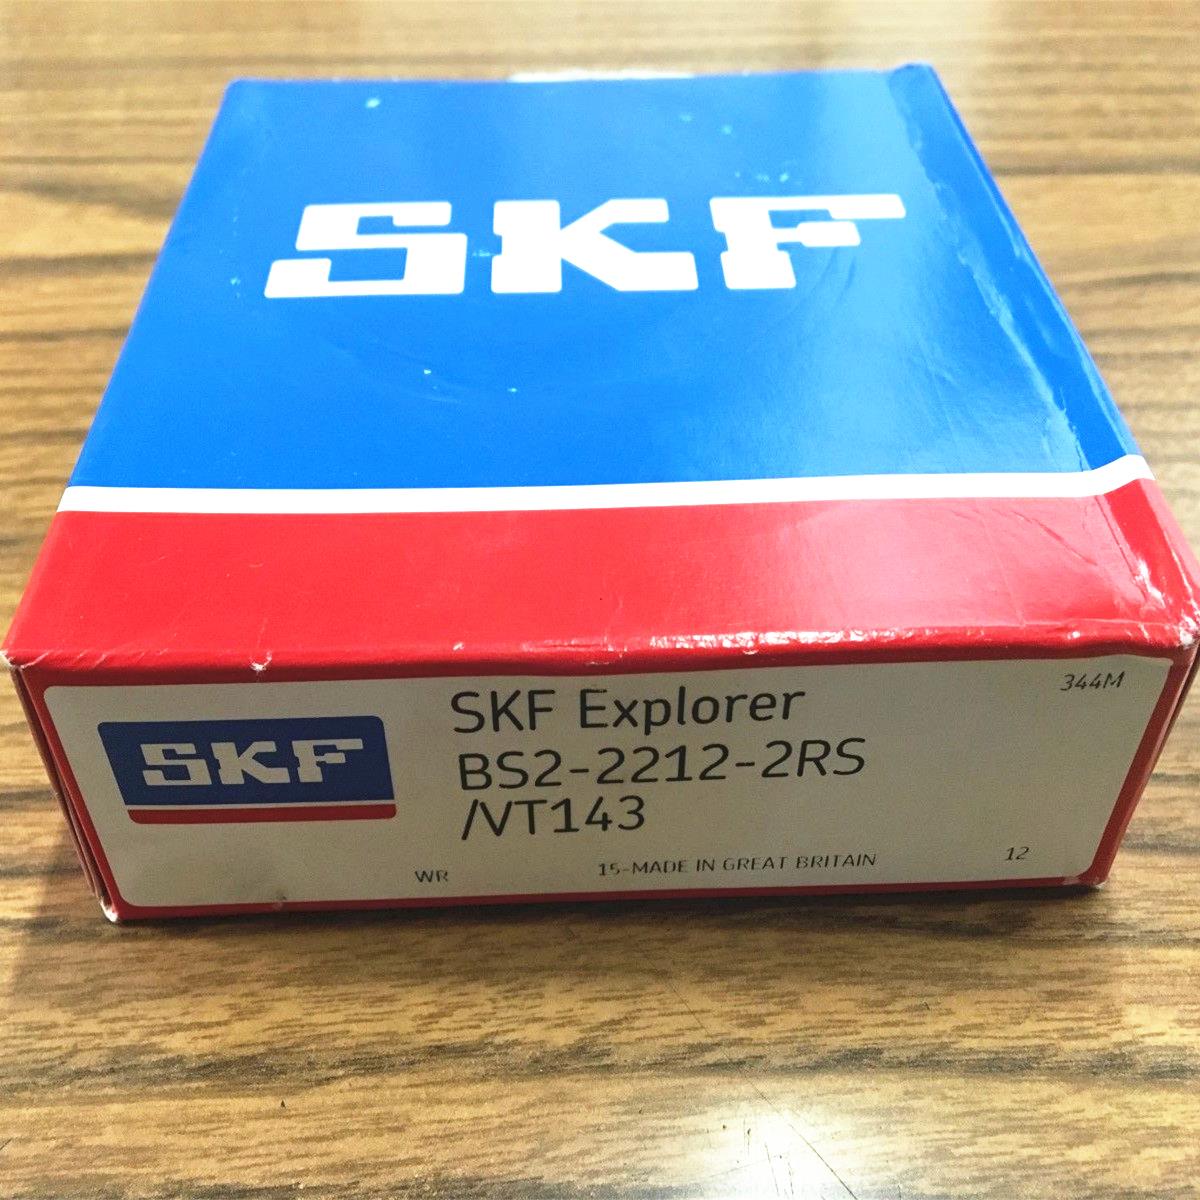 SKF
SKF
SKF Explorer
344M
BS2-2212-2RS
/VT143
WR
15-MADE IN GREAT BRITAIN
12